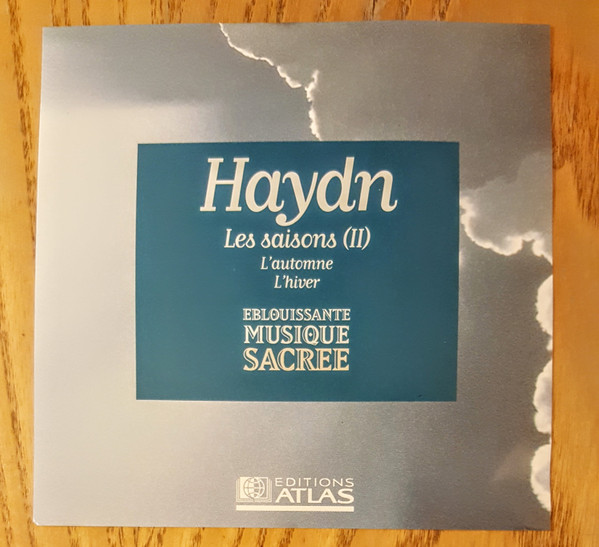 Haydn
Les saisons (II)
L'automne
L'hiver
EBLOUISSANTE
MUSIQUE
SACREE
EDITIONS
ATLAS